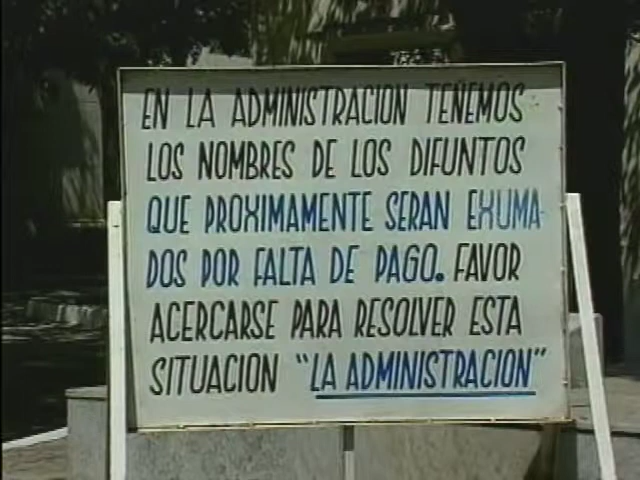 EN LA ADMINISTRACION TEÑEMOS
LOS NOMBRES DE LOS DIFUNTOS
QUE PROXIMAMENTE SERAN EXUMA-
DOS POR FALTA DE PAGO. FAVOR
ACERCARSE PARA RESOLVER ESTA
SITUACION "LA ADMINISTRACION"